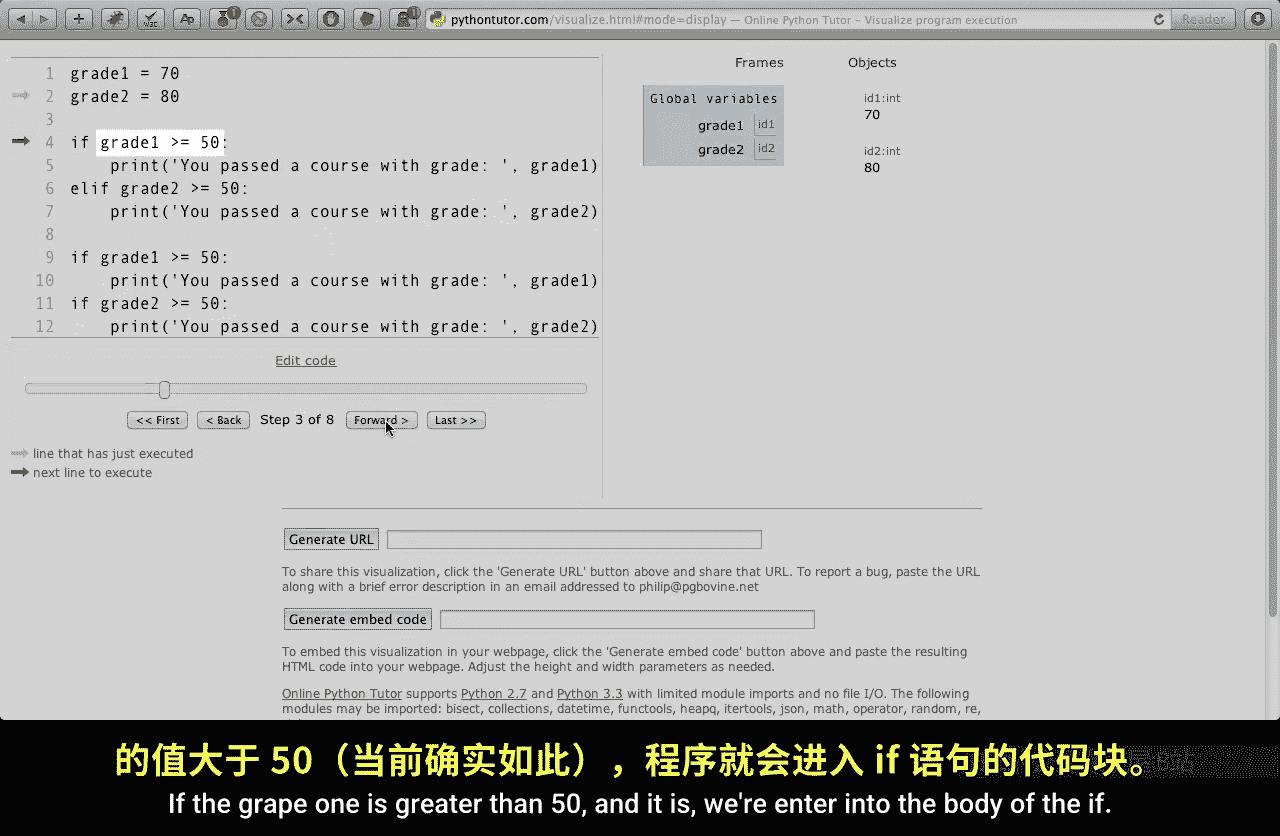 pythontutor.com/visualize.html#mode=display — Online Python Tutor – Visualize program execution
Reader
1 grade1 = 70
2 grade2 = 80
3
4 if grade1 >= 50:
5 print('You passed a course with grade: ', grade1)
6 elif grade2 >= 50:
7 print('You passed a course with grade: ', grade2)
8
9 if grade1 >= 50:
10 print('You passed a course with grade: ', grade1)
11 if grade2 >= 50:
12 print('You passed a course with grade: ', grade2)
Edit code
<< First < Back Step 3 of 8 Forward > Last >>
line that has just executed
next line to execute
Frames Objects
Global variables
grade1 id1
grade2 id2
id1:int
70
id2:int
80
Generate URL
To share this visualization, click the 'Generate URL' button above and share that URL. To report a bug, paste the URL
along with a brief error description in an email addressed to philip@pgbovine.net
Generate embed code
To embed this visualization in your webpage, click the 'Generate embed code' button above and paste the resulting
HTML code into your webpage. Adjust the height and width parameters as needed.
Online Python Tutor supports Python 2.7 and Python 3.3 with limited module imports and no file I/O. The following
modules may be imported: bisect, collections, datetime, functools, heapq, itertools, json, math, operator, random, re,
的值大于 50（当前确实如此），程序就会进入 if 语句的代码块。
If the grape one is greater than 50, and it is, we're enter into the body of the if.